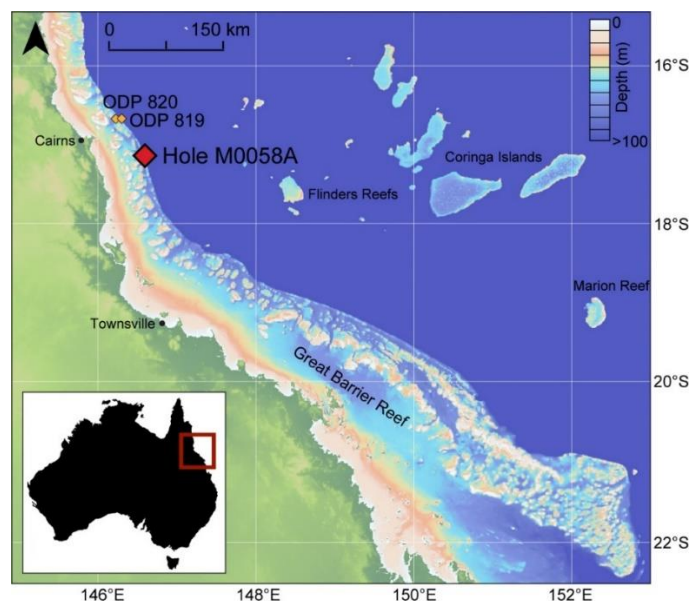 0 150 km
0
Depth (m)
>100
16°S
ODP 820
ODP 819
Cairns
Hole M0058A
Coringa Islands
Flinders Reefs
18°S
Marion Reef
Townsville
Great Barrier Reef
20°S
22°S
146°E 148°E 150°E 152°E